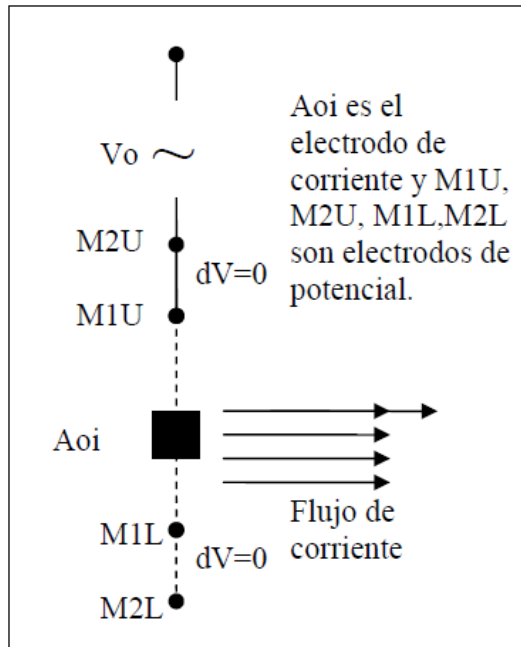 Aoi es el
electrodo de
corriente y M1U,
M2U, M1L,M2L
son electrodos de
potencial.
Vo ~
M2U
dV=0
M1U
Aoi
Flujo de
corriente
M1L
dV=0
M2L